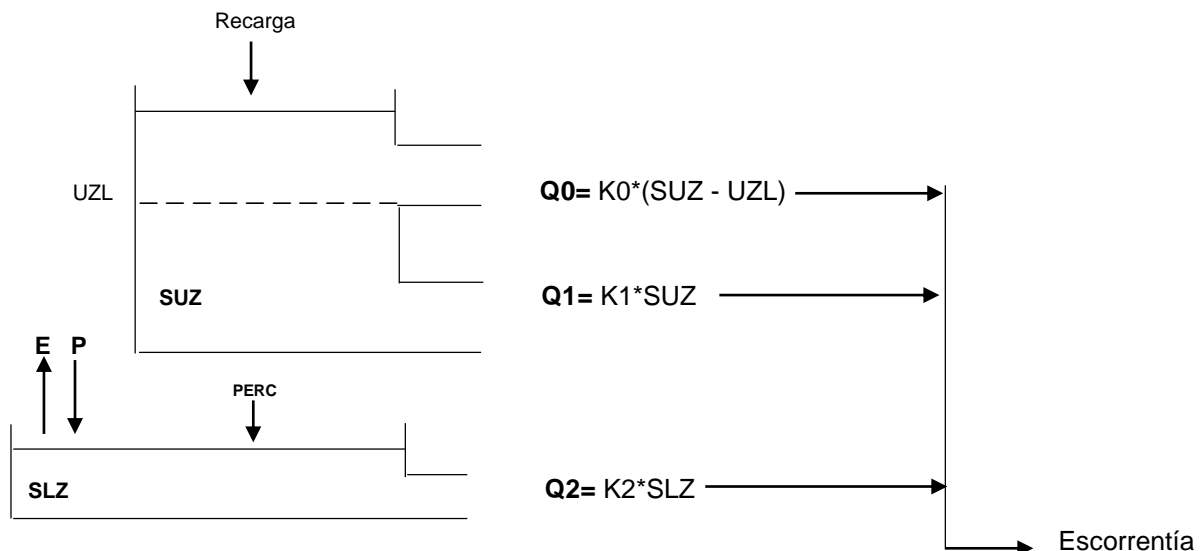 Recarga
UZL
Q0= K0*(SUZ - UZL)
SUZ
Q1= K1*SUZ
E P
PERC
SLZ
Q2= K2*SLZ
Escorrentía